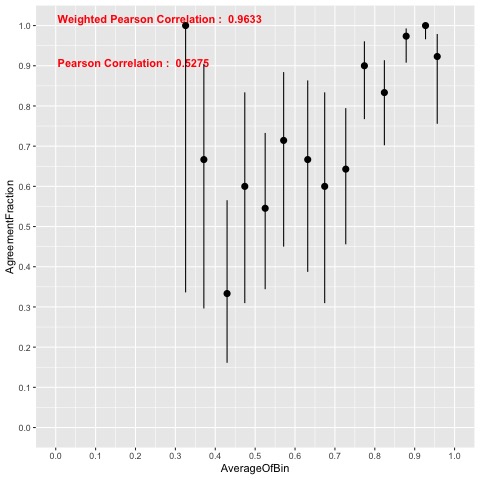 Weighted Pearson Correlation :  0.9633
Pearson Correlation :  0.5275
AgreementFraction
1.0
0.9
0.8
0.7
0.6
0.5
0.4
0.3
0.2
0.1
0.0
0.0 0.1 0.2 0.3 0.4 0.5 0.6 0.7 0.8 0.9 1.0
AverageOfBin